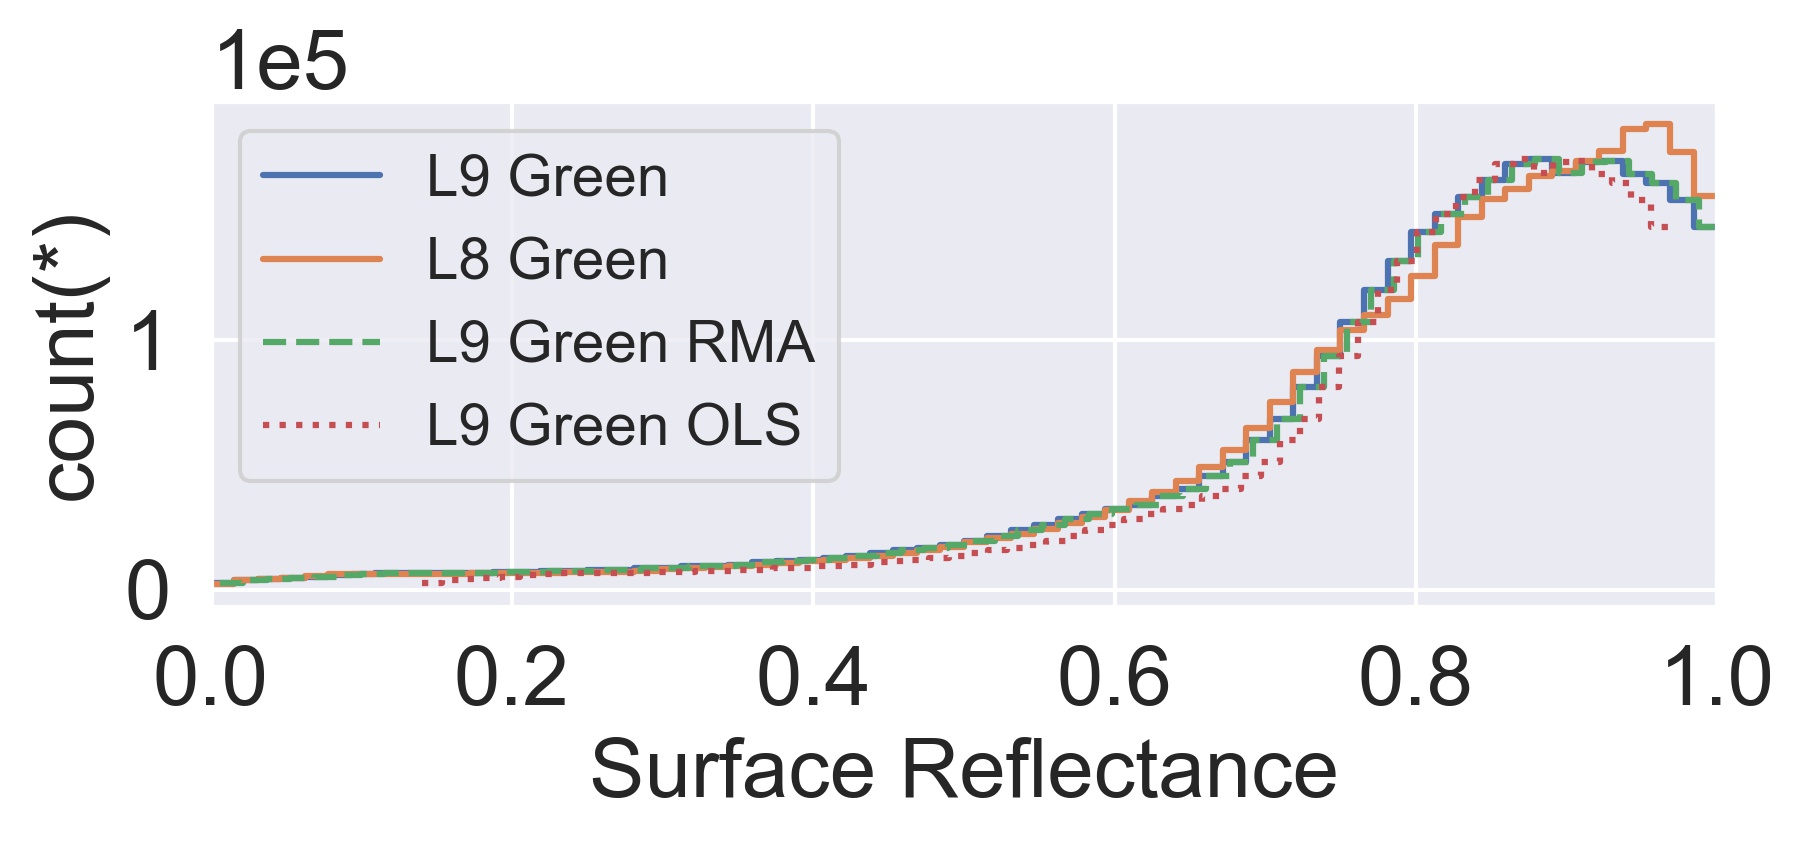 1e5
count(*)
1
0
L9 Green
L8 Green
L9 Green RMA
L9 Green OLS
0.0 0.2 0.4 0.6 0.8 1.0
Surface Reflectance